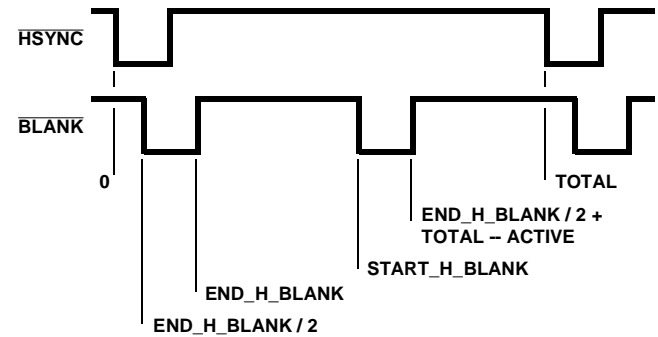 HSYNC
BLANK
0
TOTAL
END_H_BLANK / 2 +
TOTAL -- ACTIVE
START_H_BLANK
END_H_BLANK
END_H_BLANK / 2